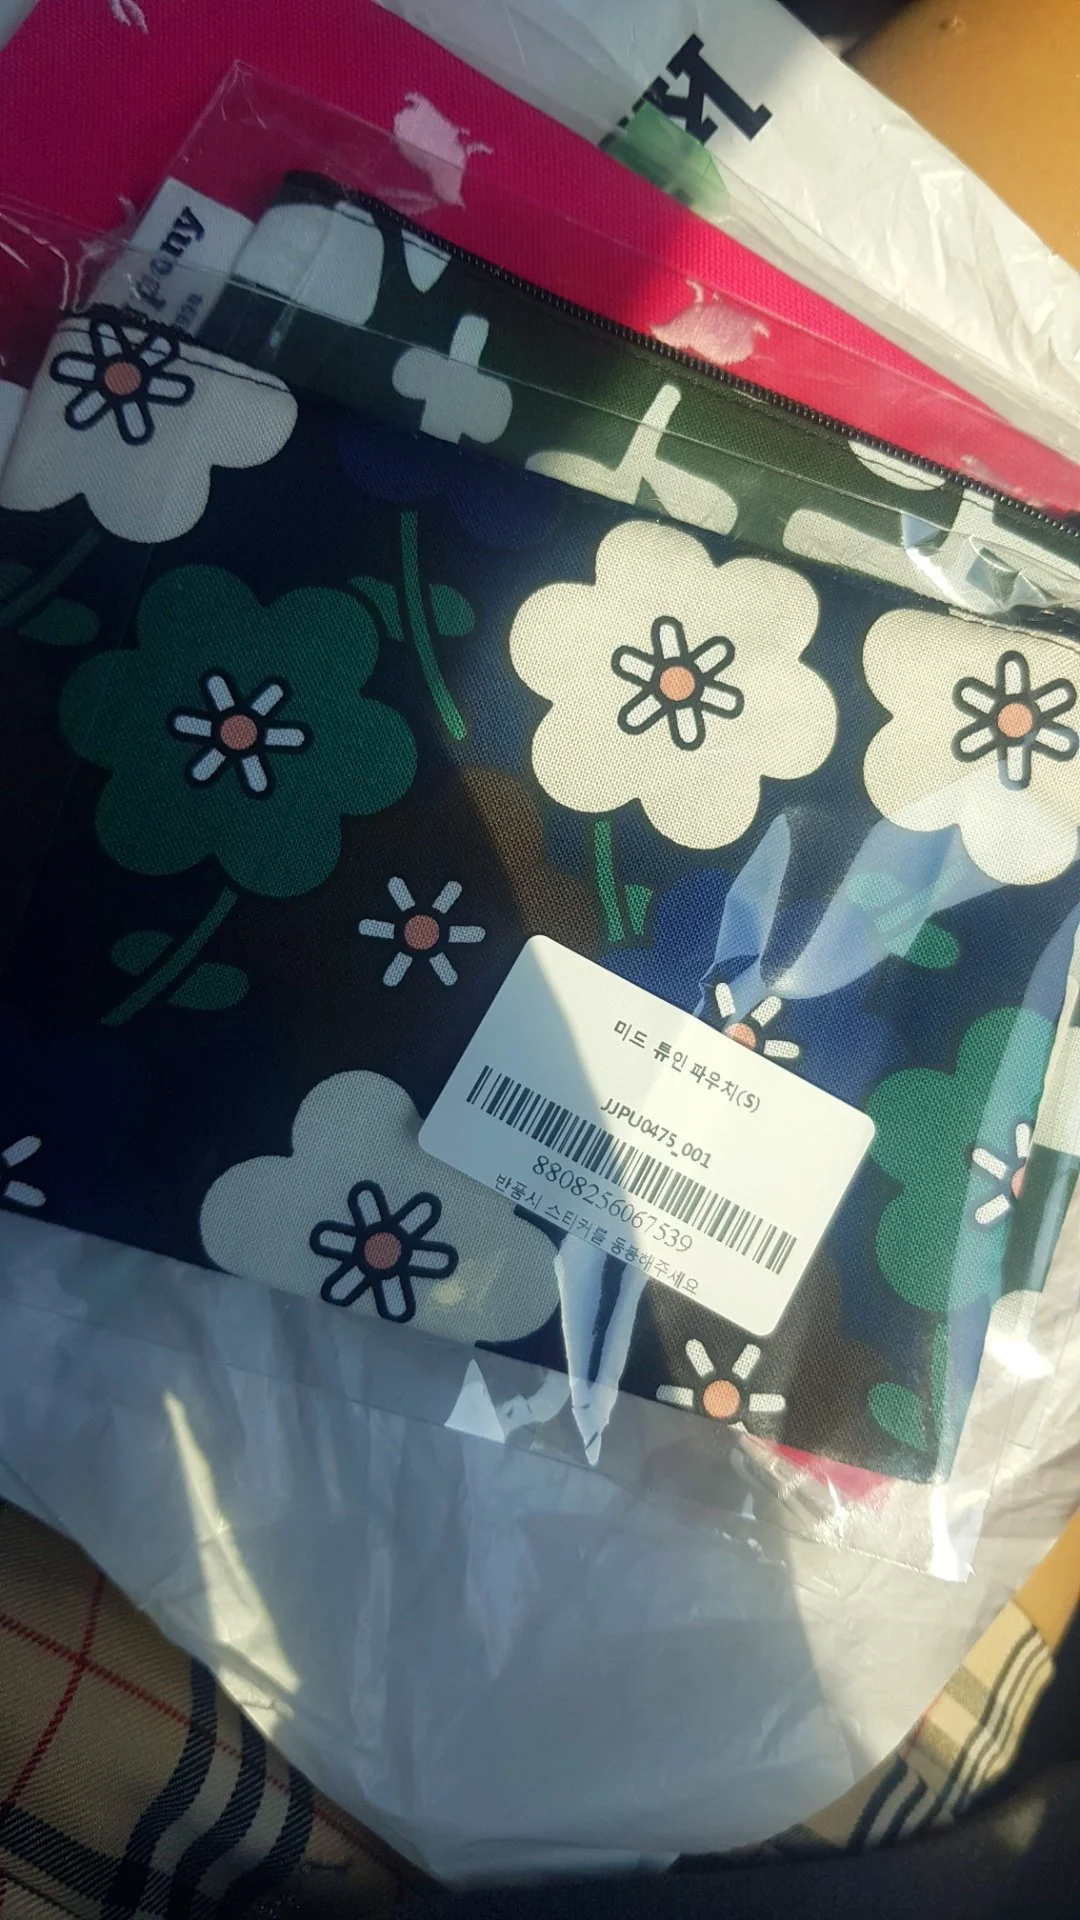 pony
미드 튜인 파우치(S)
JJPU0475_001
8808256067539
반품시 스티커를 동봉해주세요